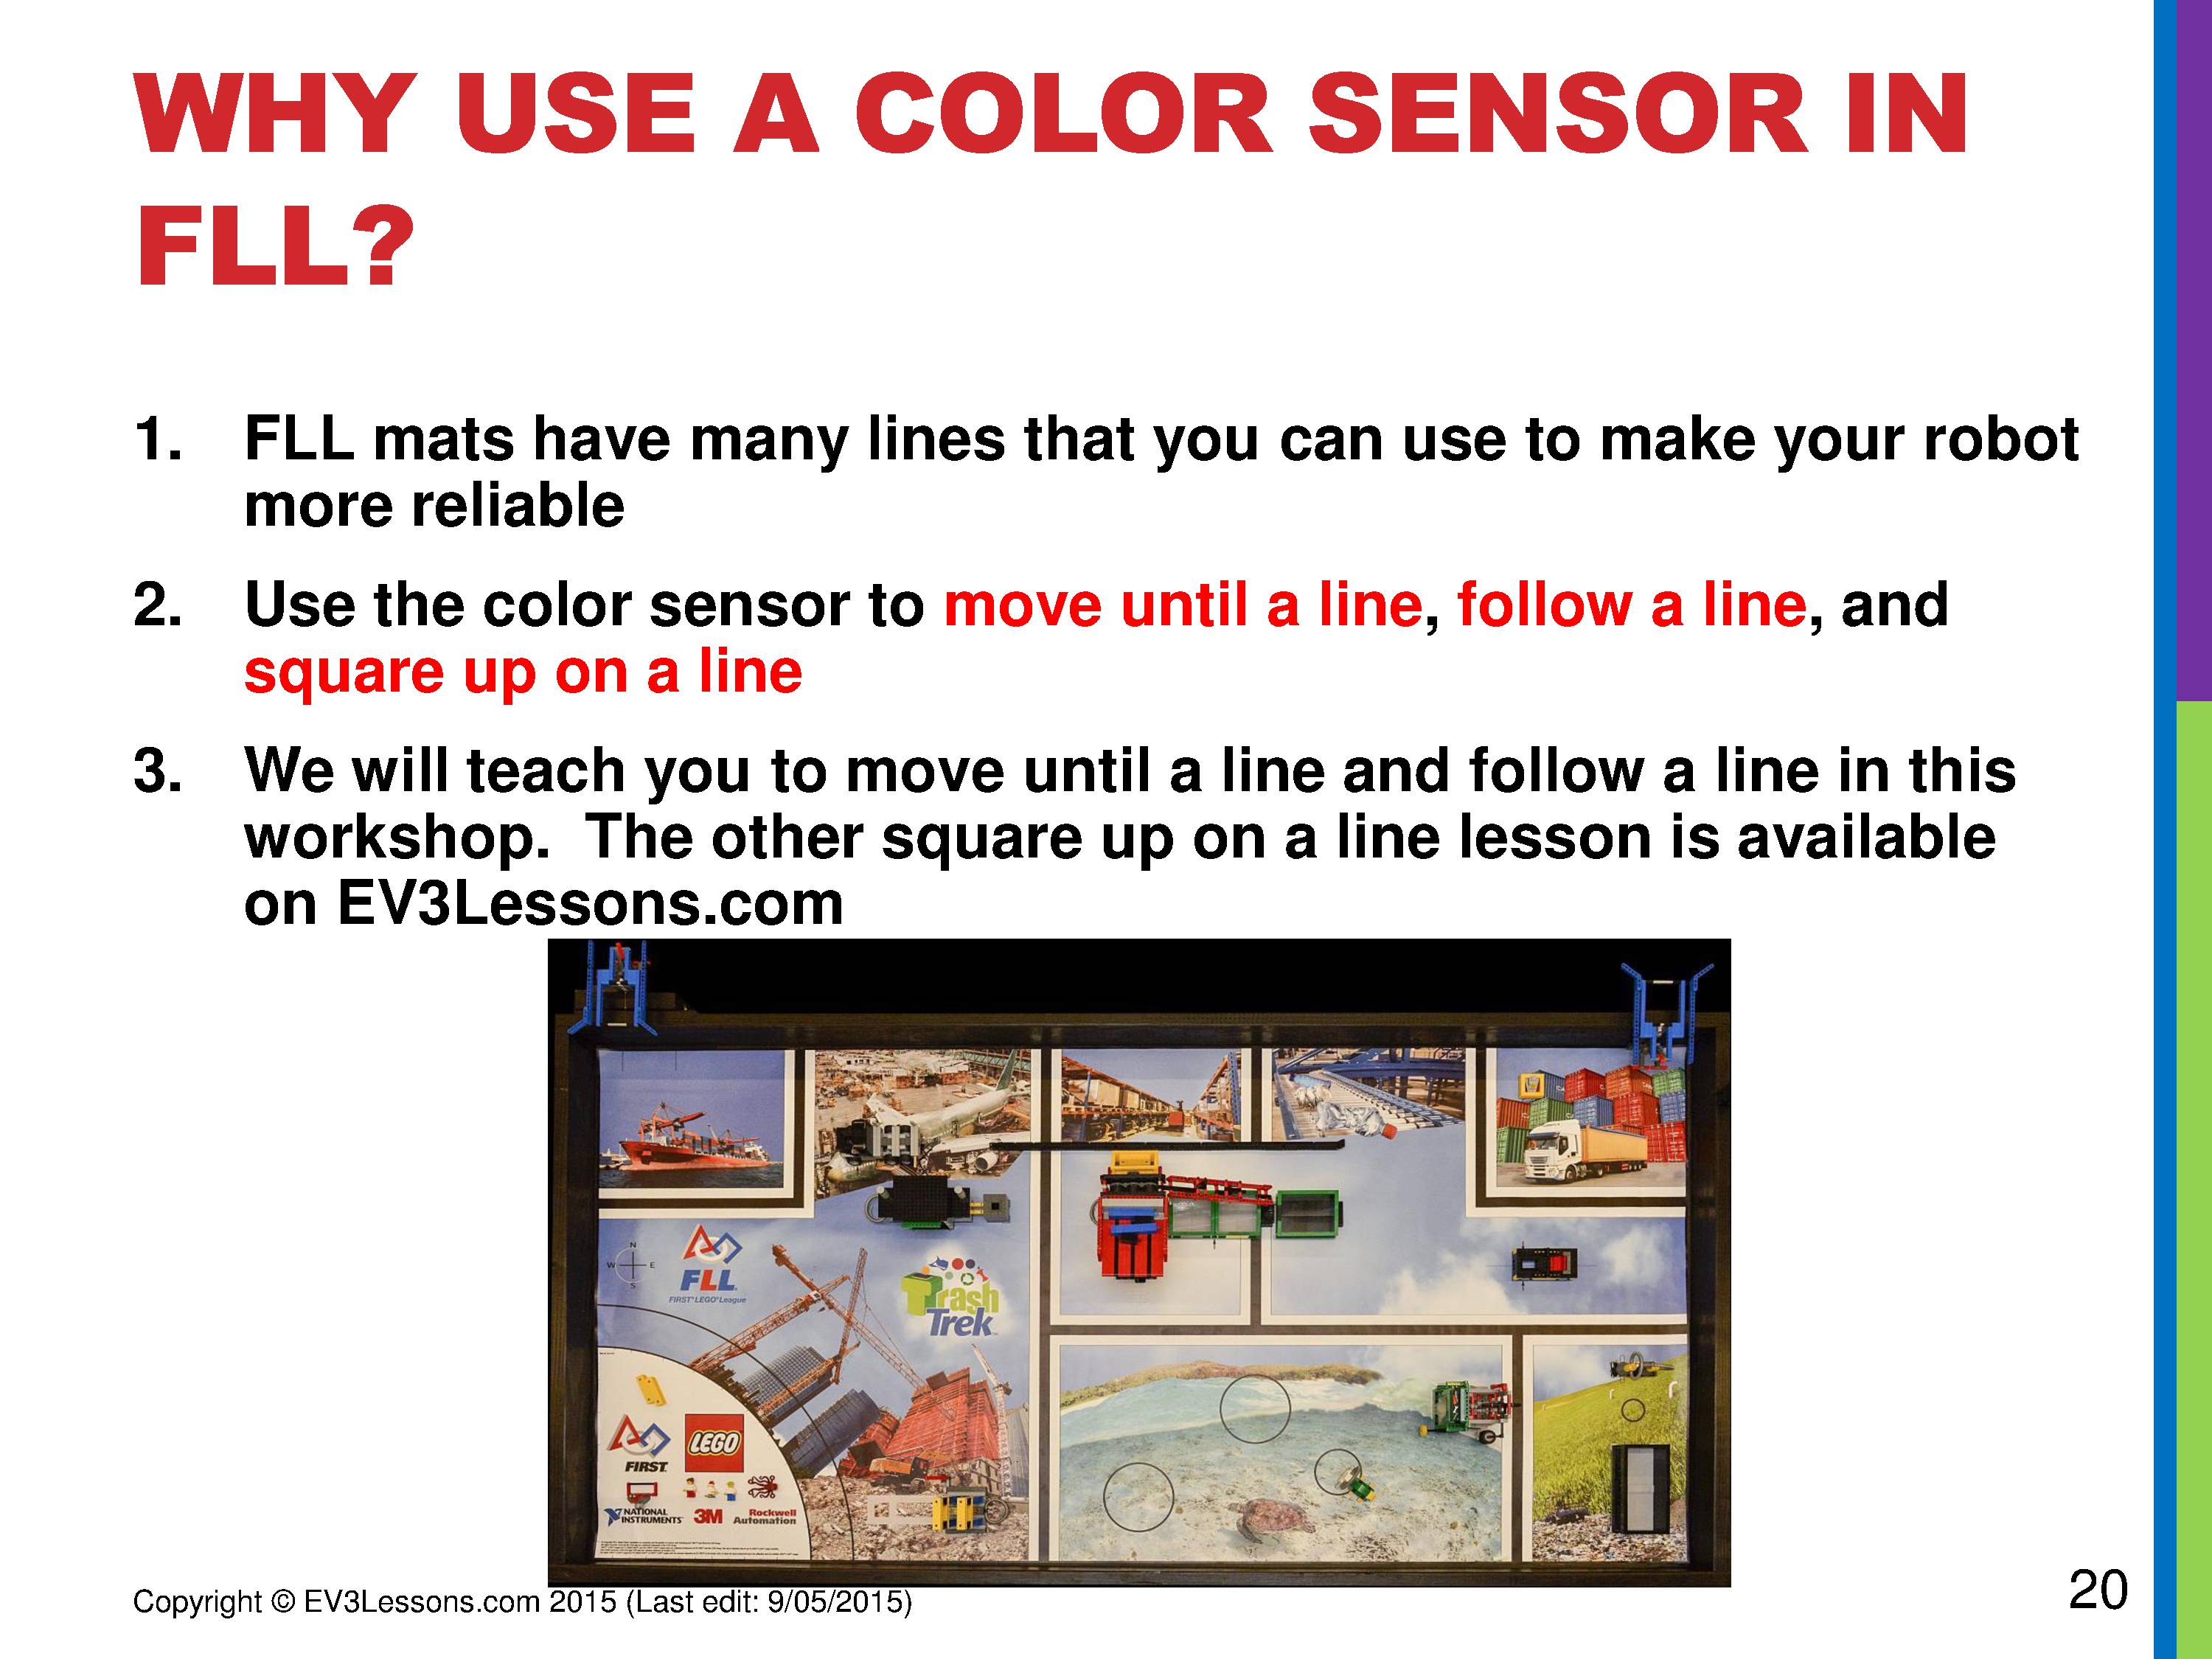 WHY USE A COLOR SENSOR IN
FLL?
1. FLL mats have many lines that you can use to make your robot
more reliable
2. Use the color sensor to move until a line, follow a line, and
square up on a line
3. We will teach you to move until a line and follow a line in this
workshop.  The other square up on a line lesson is available
on EV3Lessons.com
N
W E
S
FLL
FIRST LEGO League
Trash
Trek
FIRST
LEGO
NATIONAL
INSTRUMENTS
3M
Rockwell
Automation
Copyright © EV3Lessons.com 2015 (Last edit: 9/05/2015)
20